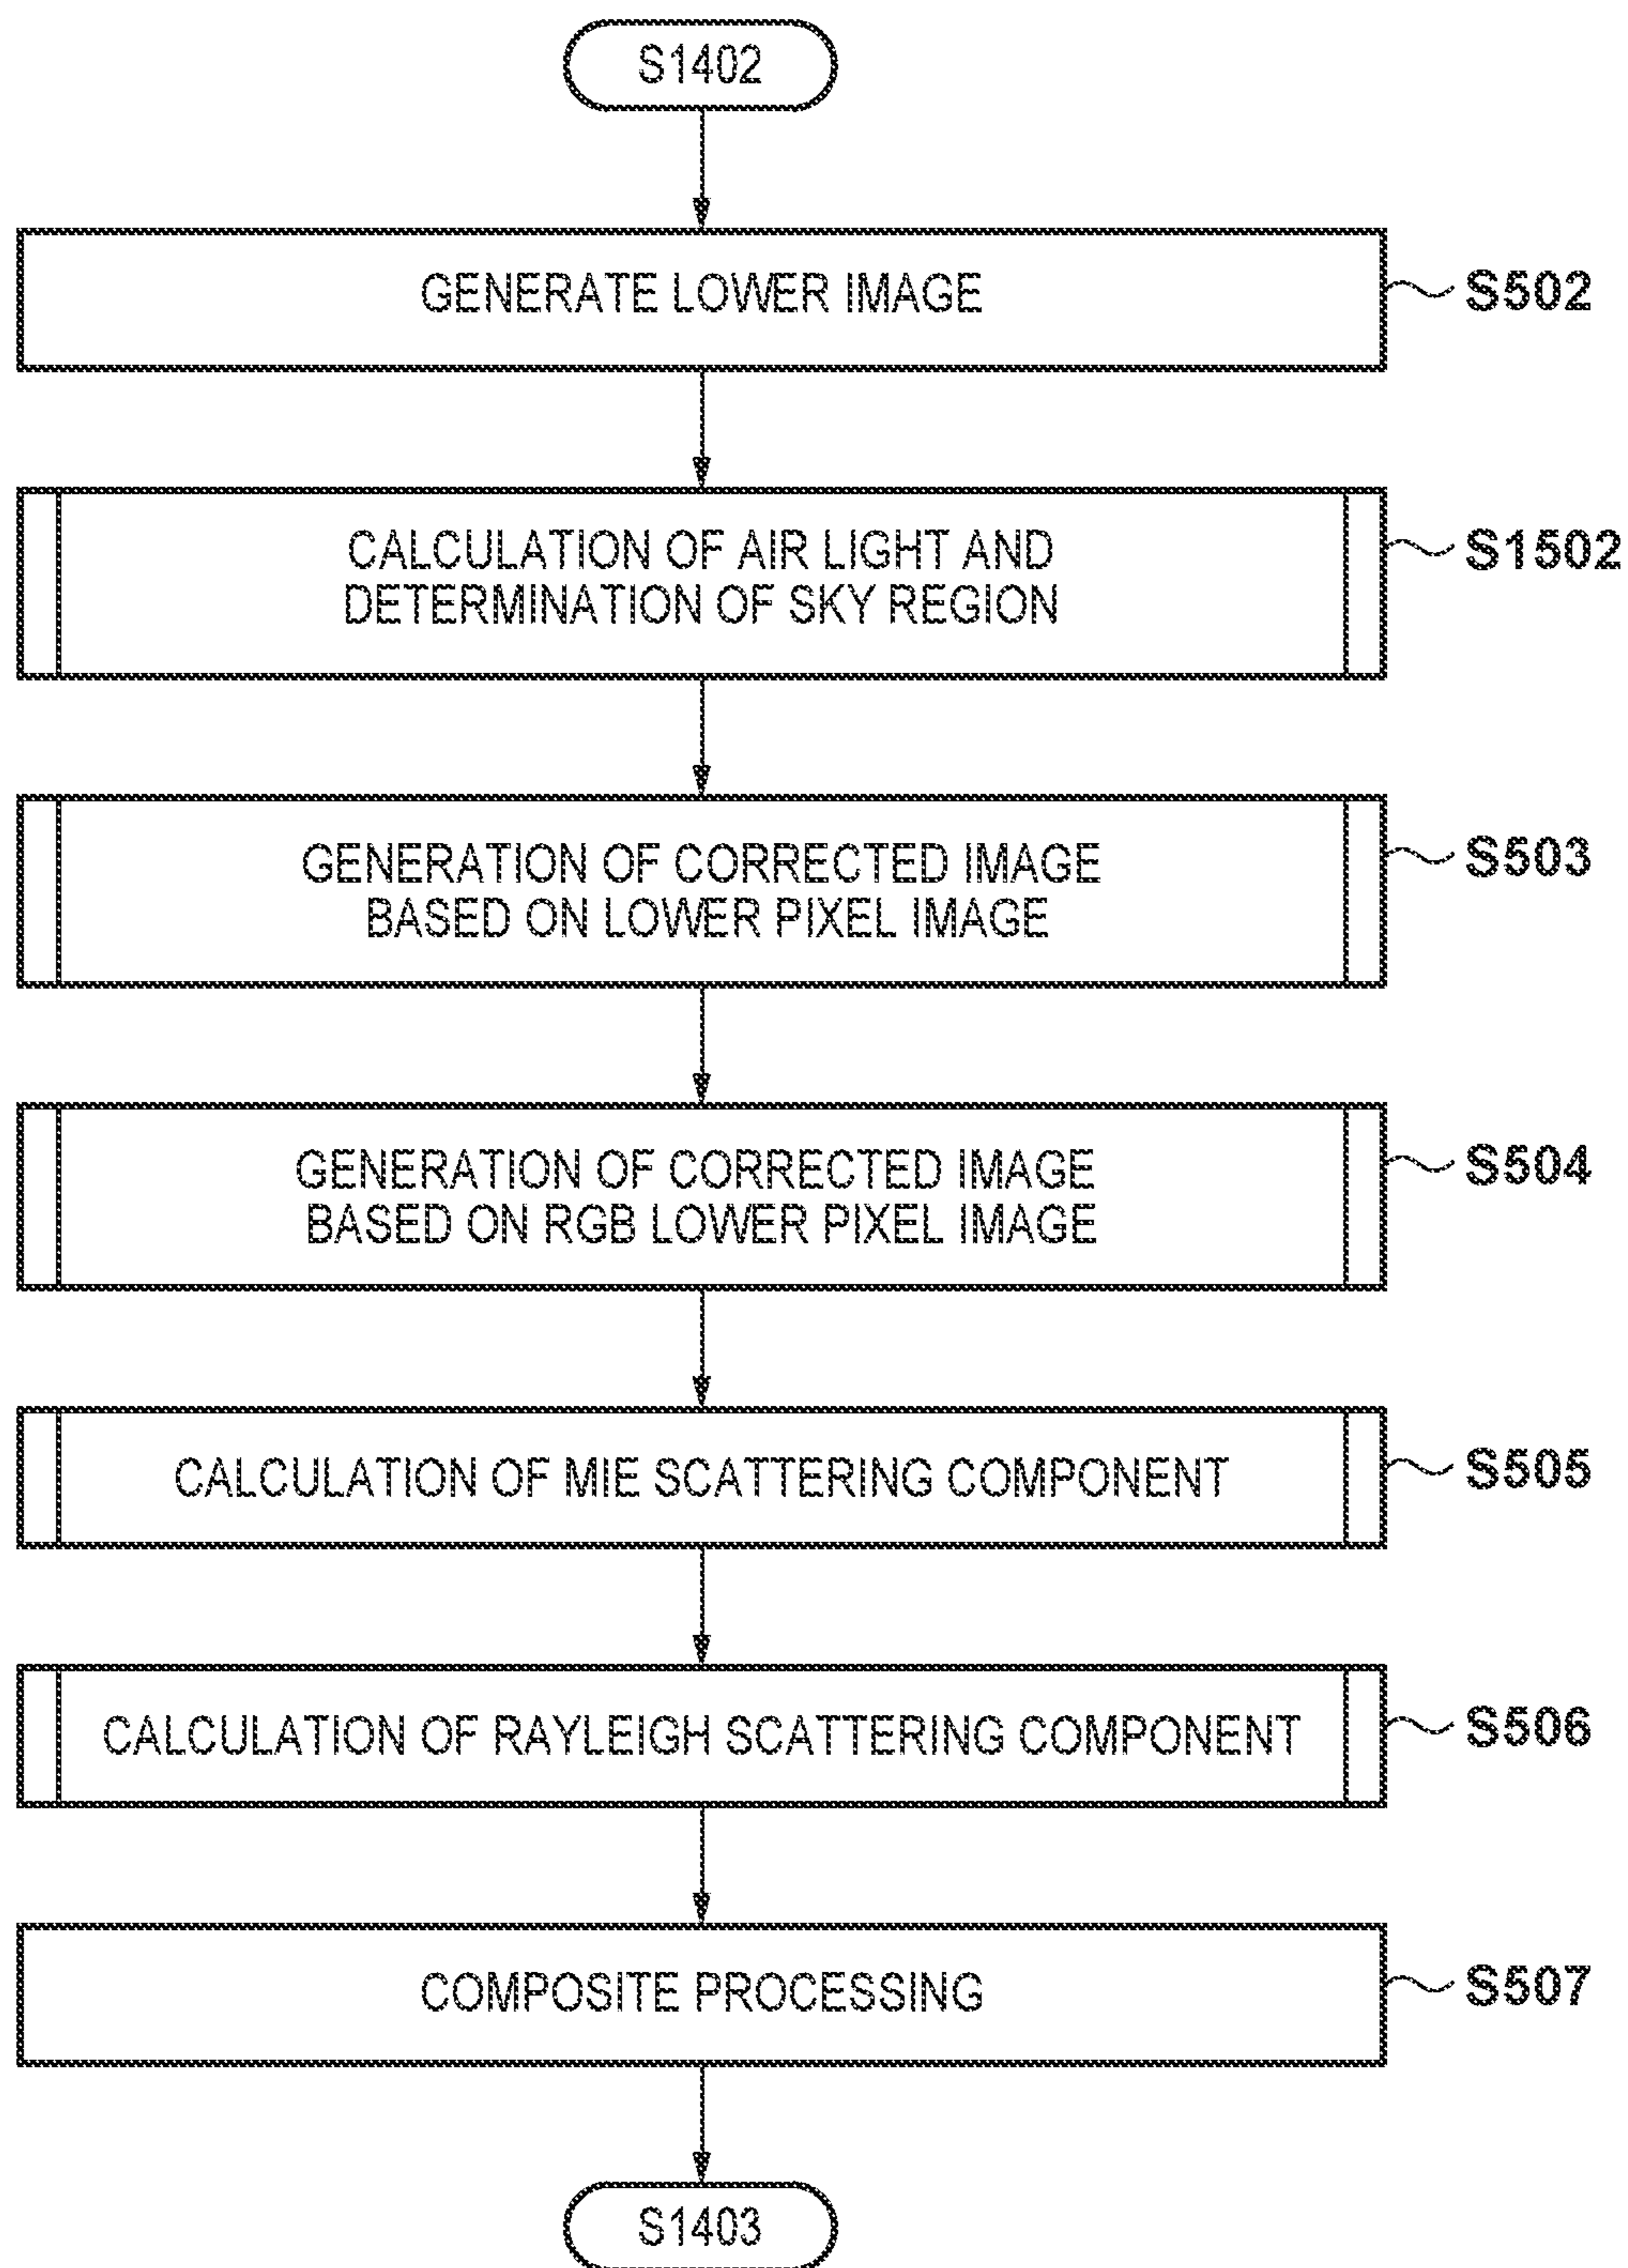 S1402
GENERATE LOWER IMAGE
S502
CALCULATION OF AIR LIGHT AND
DETERMINATION OF SKY REGION
S1502
GENERATION OF CORRECTED IMAGE
BASED ON LOWER PIXEL IMAGE
S503
GENERATION OF CORRECTED IMAGE
BASED ON RGB LOWER PIXEL IMAGE
S504
CALCULATION OF MIE SCATTERING COMPONENT
S505
CALCULATION OF RAYLEIGH SCATTERING COMPONENT
S506
COMPOSITE PROCESSING
S507
S1403